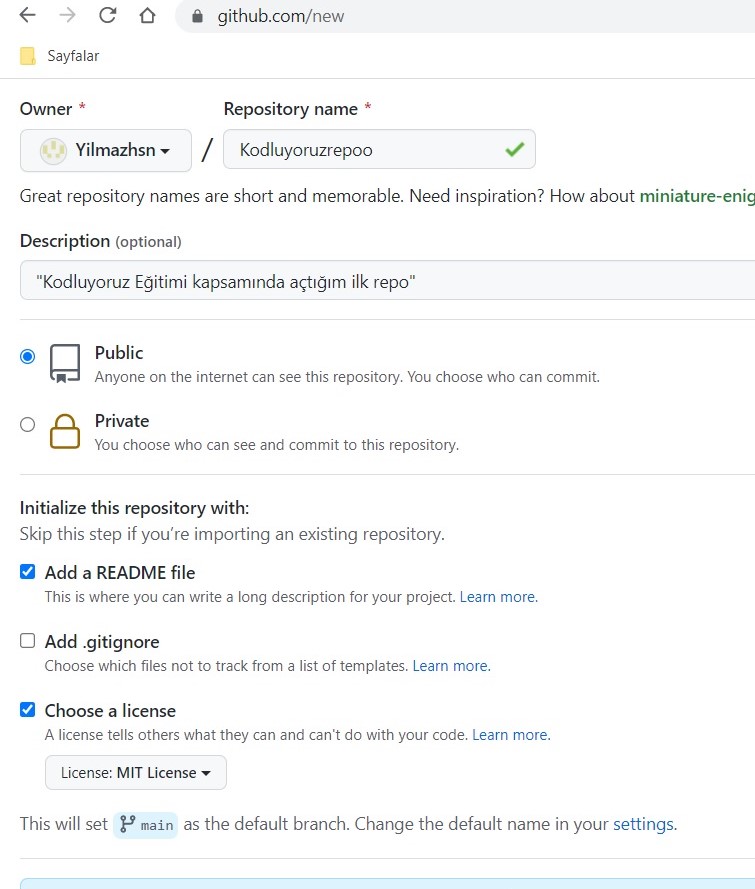 github.com/new
Sayfalar
Owner * Repository name *
Yilmazhsn / Kodluyoruzrepoo
Great repository names are short and memorable. Need inspiration? How about
Description (optional)
"Kodluyoruz Eğitimi kapsamında açtığım ilk repo"
Public
Anyone on the internet can see this repository. You choose who can commit.
Private
You choose who can see and commit to this repository.
Initialize this repository with:
Skip this step if you're importing an existing repository.
Add a README file
This is where you can write a long description for your project. Learn more.
Add .gitignore
Choose which files not to track from a list of templates. Learn more.
Choose a license
A license tells others what they can and can't do with your code. Learn more.
License: MIT License
This will set main as the default branch. Change the default name in your settings.